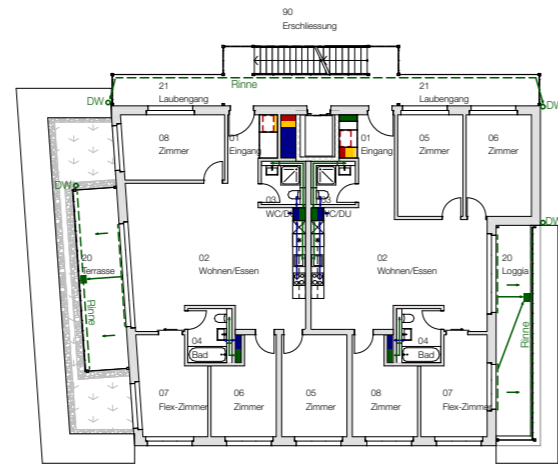 90
Erschliessung
21
Laubengang
Rinne
21
Laubengang
DW
DW
08
Zimmer
01
Eingang
01
Eingang
05
Zimmer
06
Zimmer
DW
03
WC/DU
03
WC/DU
DW
20
Terrasse
Rinne
02
Wohnen/Essen
02
Wohnen/Essen
20
Loggia
Rinne
04
Bad
04
Bad
07
Flex-Zimmer
06
Zimmer
05
Zimmer
08
Zimmer
07
Flex-Zimmer